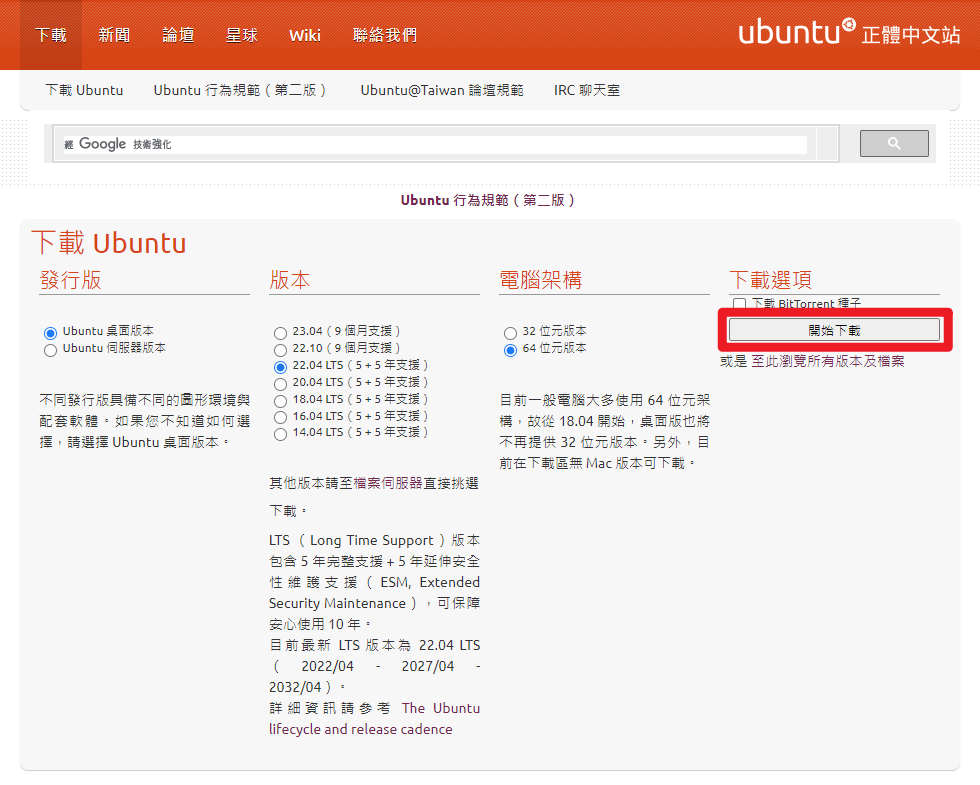 下載 新聞 論壇 星球 Wiki 聯絡我們
ubuntu 正體中文站
下載 Ubuntu Ubuntu 行為規範（第二版） Ubuntu@Taiwan 論壇規範 IRC 聊天室
經 Google 技術強化
Ubuntu 行為規範（第二版）
下載 Ubuntu
發行版
Ubuntu 桌面版本
Ubuntu 伺服器版本
不同發行版具備不同的圖形環境與
配套軟體。如果您不知道如何選
擇，請選擇 Ubuntu 桌面版本。
版本
23.04（9 個月支援）
22.10（9 個月支援）
22.04 LTS（5 + 5 年支援）
20.04 LTS（5 + 5 年支援）
18.04 LTS（5 + 5 年支援）
16.04 LTS（5 + 5 年支援）
14.04 LTS（5 + 5 年支援）
其他版本請至檔案伺服器直接挑選
下載。
LTS （ Long Time Support ）版本
包含 5 年完整支援 + 5 年延伸安全
性維護支援（ ESM, Extended
Security Maintenance ），可保障
安心使用 10 年。
目前最新 LTS 版本為 22.04 LTS
（ 2022/04 - 2027/04 -
2032/04 ）。
詳細資訊請參考 The Ubuntu
lifecycle and release cadence
電腦架構
32 位元版本
64 位元版本
目前一般電腦大多使用 64 位元架
構，故從 18.04 開始，桌面版也將
不再提供 32 位元版本。另外，目
前在下載區無 Mac 版本可下載。
下載選項
下載 BitTorrent 種子
開始下載
或是 至此瀏覽所有版本及檔案